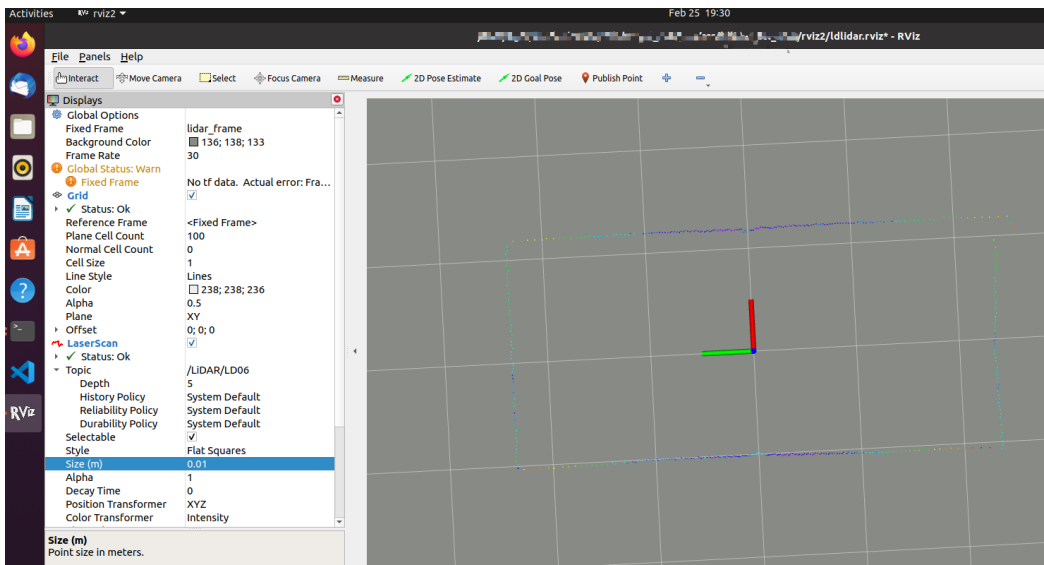 Activities
rviz2
Feb 25 19:30
/rviz2/ldlidar.rviz* - RViz
File Panels Help
Interact Move Camera Select Focus Camera Measure 2D Pose Estimate 2D Goal Pose Publish Point
Displays
Global Options
Fixed Frame lidar_frame
Background Color 136; 138; 133
Frame Rate 30
Global Status: Warn
Fixed Frame No tf data. Actual error: Fra...
Grid
Status: Ok
Reference Frame <Fixed Frame>
Plane Cell Count 100
Normal Cell Count 0
Cell Size 1
Line Style Lines
Color 238; 238; 236
Alpha 0.5
Plane XY
Offset 0; 0; 0
LaserScan
Status: Ok
Topic /LiDAR/LD06
Depth 5
History Policy System Default
Reliability Policy System Default
Durability Policy System Default
Selectable
Style Flat Squares
Size (m) 0.01
Alpha 1
Decay Time 0
Position Transformer XYZ
Color Transformer Intensity
Size (m)
Point size in meters.
RViz